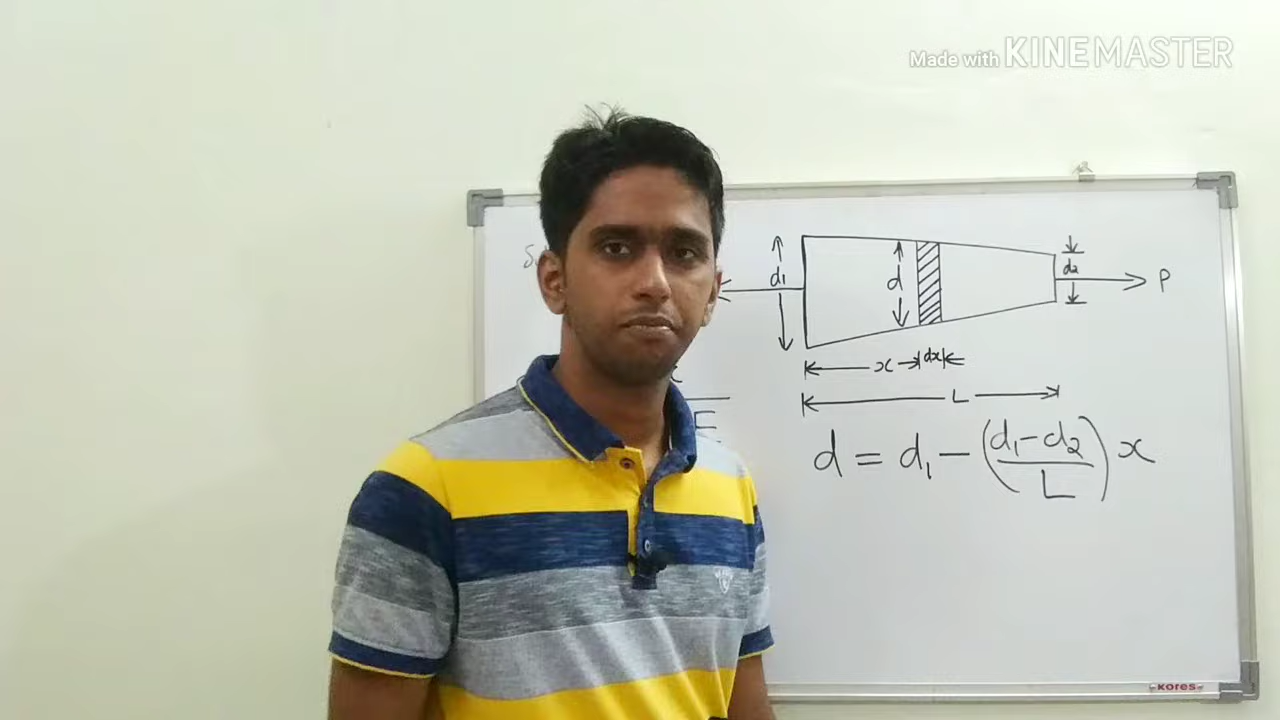 Made with KINEMASTER
d₁
d
d₂
P
x
dx
L
E
d = d₁ - ((d₁ - d₂)/L) x
KORES